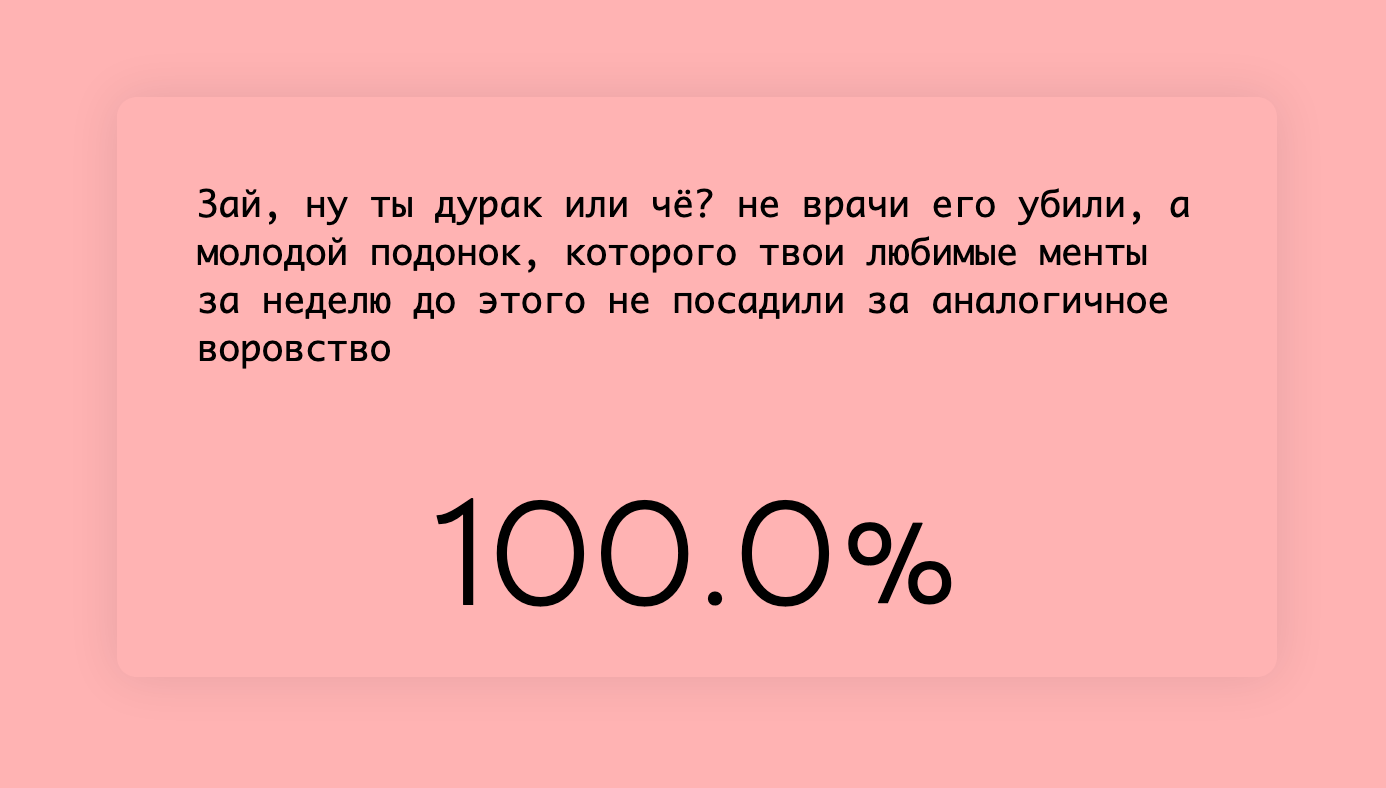 Зай, ну ты дурак или чё? не врачи его убили, а
молодой подонок, которого твои любимые менты
за неделю до этого не посадили за аналогичное
воровство
100.0%